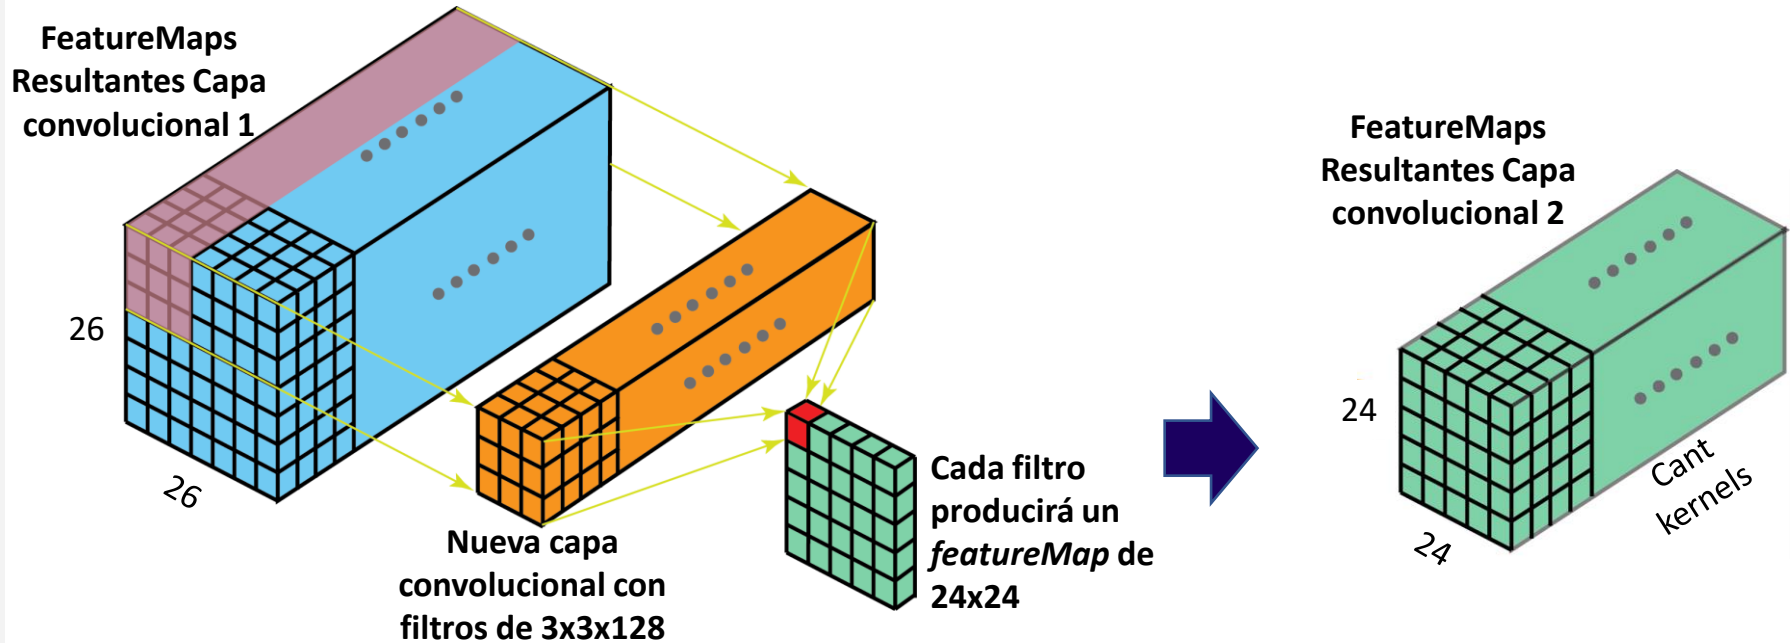 FeatureMaps
Resultantes Capa
convolucional 1
26
26
Nueva capa
convolucional con
filtros de 3x3x128
Cada filtro
producirá un
featureMap de
24x24
FeatureMaps
Resultantes Capa
convolucional 2
24
24
Cant
kernels